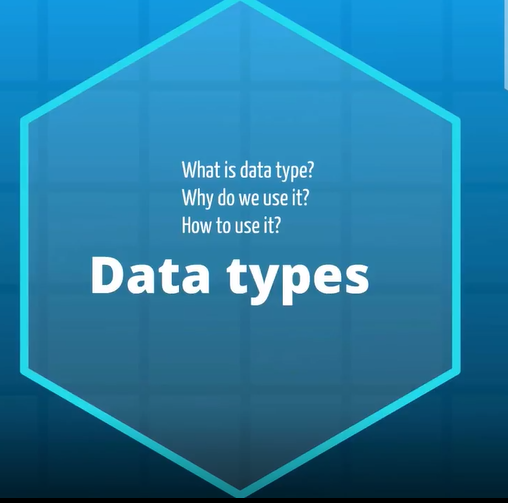 What is data type?
Why do we use it?
How to use it?
Data types